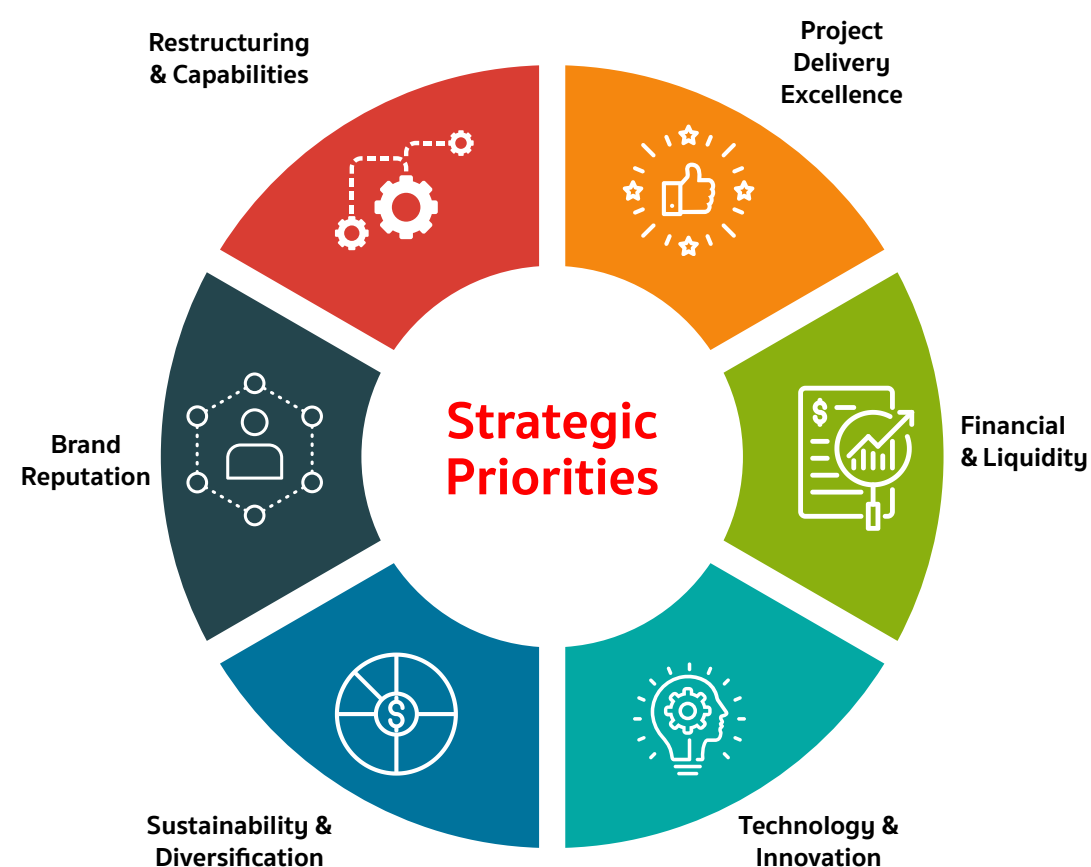 Restructuring
& Capabilities
Project
Delivery
Excellence
Strategic
Priorities
Financial
& Liquidity
Brand
Reputation
Sustainability &
Diversification
Technology &
Innovation
$
$